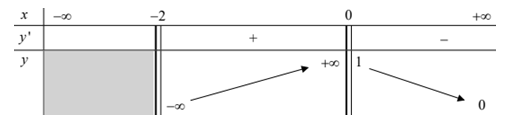 x −∞ −2 0 +∞
y' + −
y +∞ 1
−∞ 0